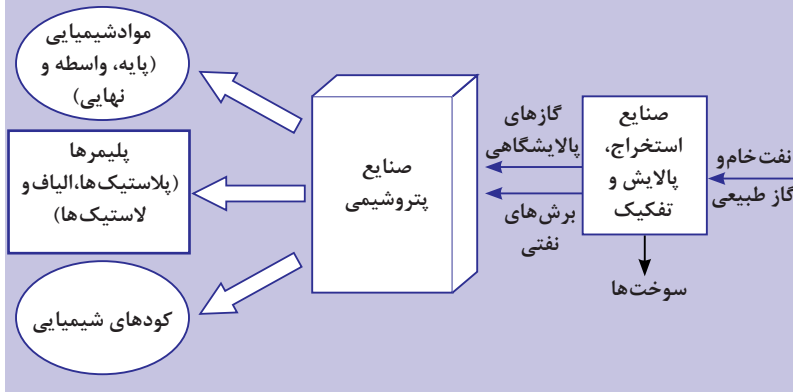 نفت‌خام و
گاز طبیعی
صنایع
استخراج،
پالایش و
تفکیک
سوخت‌ها
گازهای
پالایشگاهی
برش‌های
نفتی
صنایع
پتروشیمی
موادشیمیایی
(پایه، واسطه و
نهایی)
پلیمرها
(پلاستیک‌ها،الیاف و
لاستیک‌ها)
کودهای شیمیایی